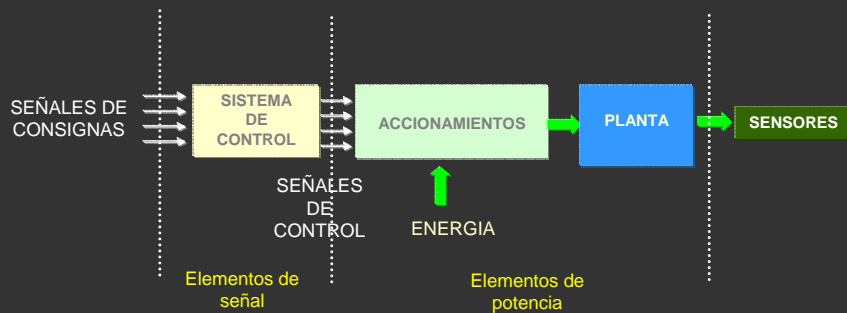 SEÑALES DE
CONSIGNAS
SISTEMA
DE
CONTROL
SEÑALES
DE
CONTROL
ACCIONAMIENTOS
ENERGIA
PLANTA
SENSORES
Elementos de
señal
Elementos de
potencia